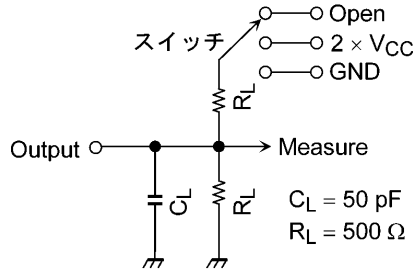 Open
スイッチ
2 × VCC
GND
RL
Output
Measure
CL
RL
CL = 50 pF
RL = 500 Ω